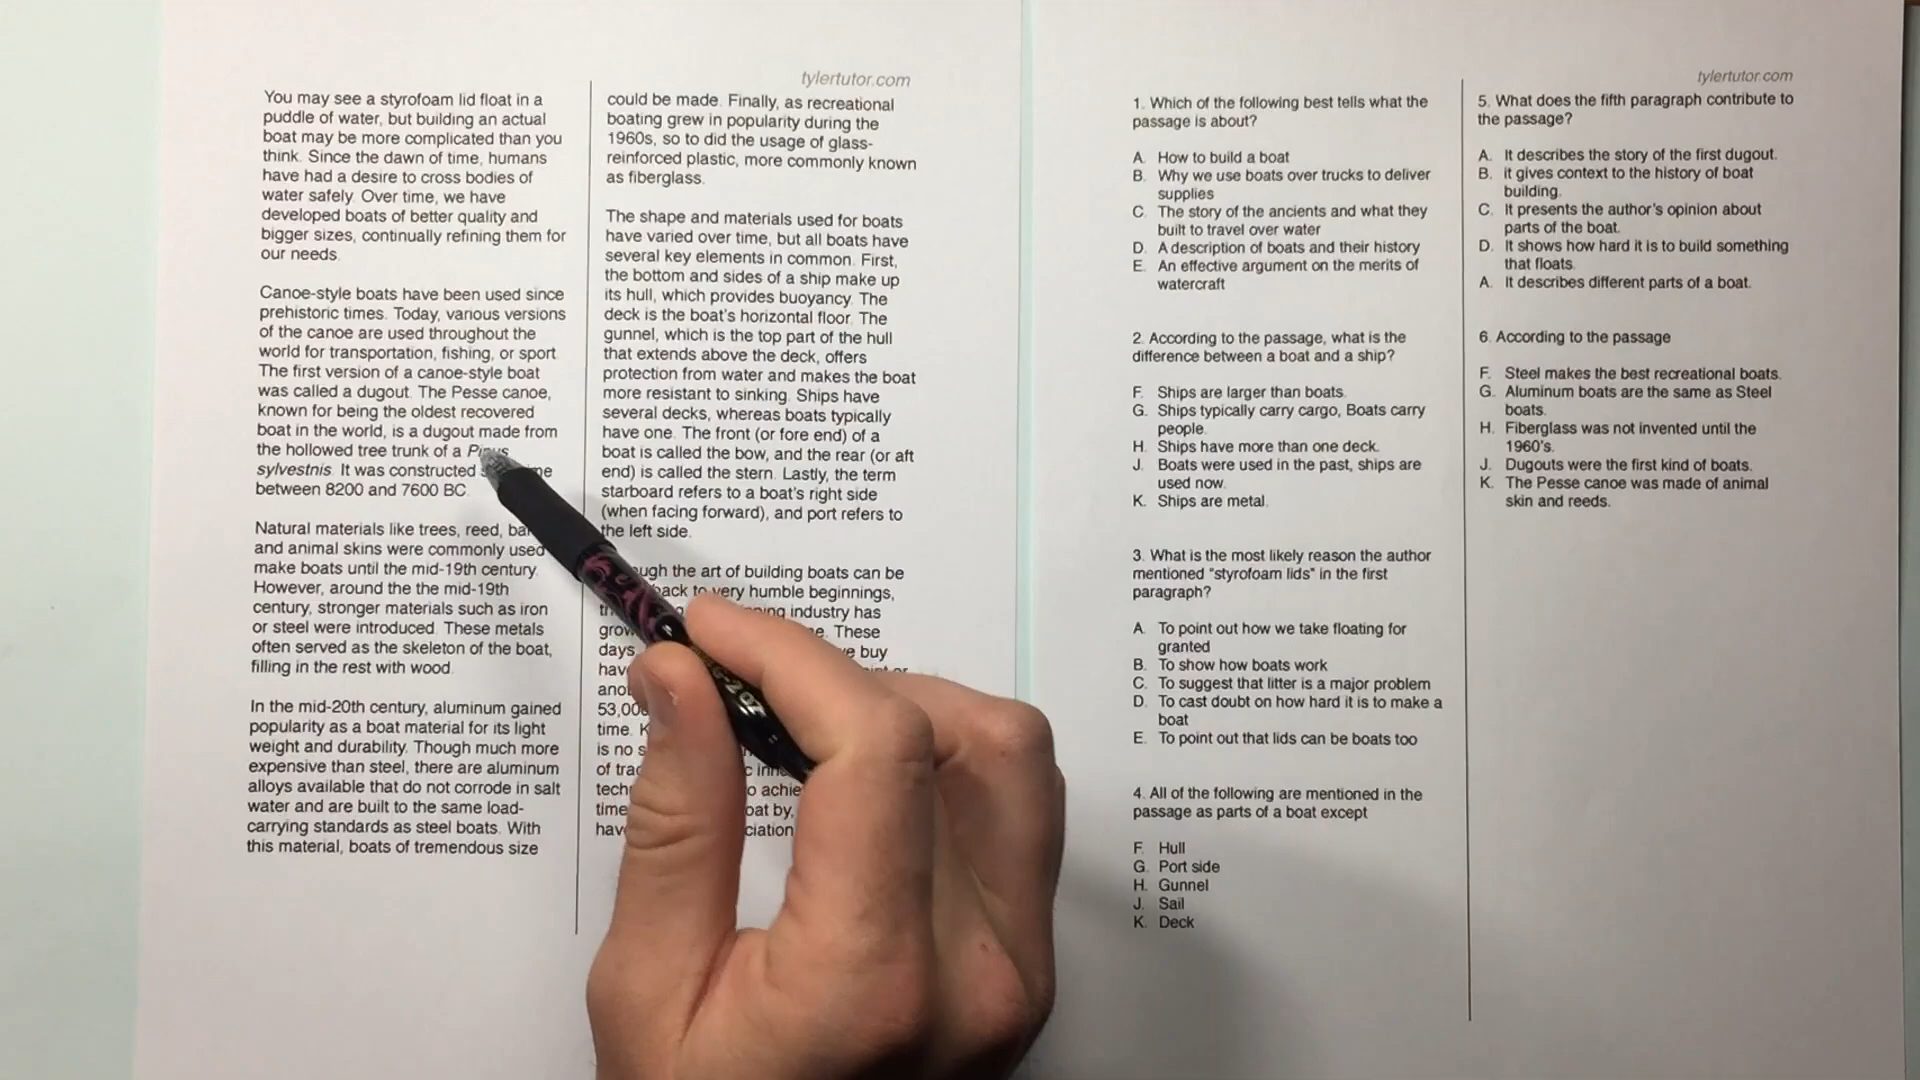 tylertutor.com
You may see a styrofoam lid float in a
puddle of water, but building an actual
boat may be more complicated than you
think. Since the dawn of time, humans
have had a desire to cross bodies of
water safely. Over time, we have
developed boats of better quality and
bigger sizes, continually refining them for
our needs.
Canoe-style boats have been used since
prehistoric times. Today, various versions
of the canoe are used throughout the
world for transportation, fishing, or sport.
The first version of a canoe-style boat
was called a dugout. The Pesse canoe,
known for being the oldest recovered
boat in the world, is a dugout made from
the hollowed tree trunk of a
sylvestnis. It was constructed
between 8200 and 7600 BC.
Natural materials like trees, reed,
and animal skins were commonly used
make boats until the mid-19th century.
However, around the the mid-19th
century, stronger materials such as iron
or steel were introduced. These metals
often served as the skeleton of the boat,
filling in the rest with wood.
In the mid-20th century, aluminum gained
popularity as a boat material for its light
weight and durability. Though much more
expensive than steel, there are aluminum
alloys available that do not corrode in salt
water and are built to the same load-
carrying standards as steel boats. With
this material, boats of tremendous size
could be made. Finally, as recreational
boating grew in popularity during the
1960s, so to did the usage of glass-
reinforced plastic, more commonly known
as fiberglass.
The shape and materials used for boats
have varied over time, but all boats have
several key elements in common. First,
the bottom and sides of a ship make up
its hull, which provides buoyancy. The
deck is the boat's horizontal floor. The
gunnel, which is the top part of the hull
that extends above the deck, offers
protection from water and makes the boat
more resistant to sinking. Ships have
several decks, whereas boats typically
have one. The front (or fore end) of a
boat is called the bow, and the rear (or aft
end) is called the stern. Lastly, the term
starboard refers to a boat's right side
(when facing forward), and port refers to
the left side.
the art of building boats can be
back to very humble beginnings,
industry has
These
days, buy
time.
is no
of
boat by,
tylertutor.com
1. Which of the following best tells what the
passage is about?
A. How to build a boat
B. Why we use boats over trucks to deliver
supplies
C. The story of the ancients and what they
built to travel over water
D. A description of boats and their history
E. An effective argument on the merits of
watercraft
2. According to the passage, what is the
difference between a boat and a ship?
F. Ships are larger than boats.
G. Ships typically carry cargo, Boats carry
people.
H. Ships have more than one deck.
J. Boats were used in the past, ships are
used now.
K. Ships are metal.
3. What is the most likely reason the author
mentioned "styrofoam lids" in the first
paragraph?
A. To point out how we take floating for
granted
B. To show how boats work
C. To suggest that litter is a major problem
D. To cast doubt on how hard it is to make a
boat
E. To point out that lids can be boats too
4. All of the following are mentioned in the
passage as parts of a boat except
F. Hull
G. Port side
H. Gunnel
J. Sail
K. Deck
5. What does the fifth paragraph contribute to
the passage?
A. It describes the story of the first dugout.
B. it gives context to the history of boat
building.
C. It presents the author's opinion about
parts of the boat.
D. It shows how hard it is to build something
that floats.
A. It describes different parts of a boat.
6. According to the passage
F. Steel makes the best recreational boats.
G. Aluminum boats are the same as Steel
boats.
H. Fiberglass was not invented until the
1960's.
J. Dugouts were the first kind of boats.
K. The Pesse canoe was made of animal
skin and reeds.